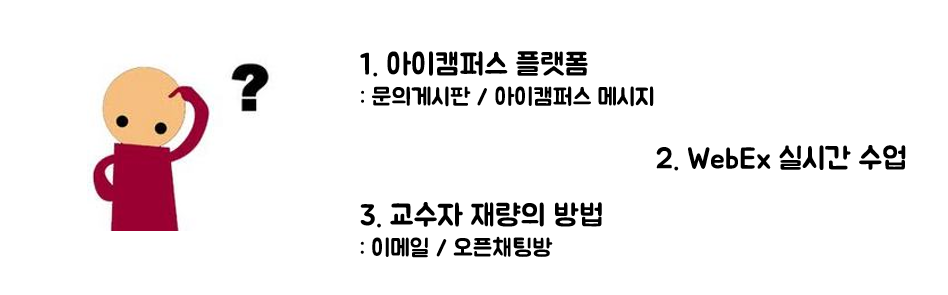 ?
1. 아이캠퍼스 플랫폼
: 문의게시판 / 아이캠퍼스 메시지
2. WebEx 실시간 수업
3. 교수자 재량의 방법
: 이메일 / 오픈채팅방